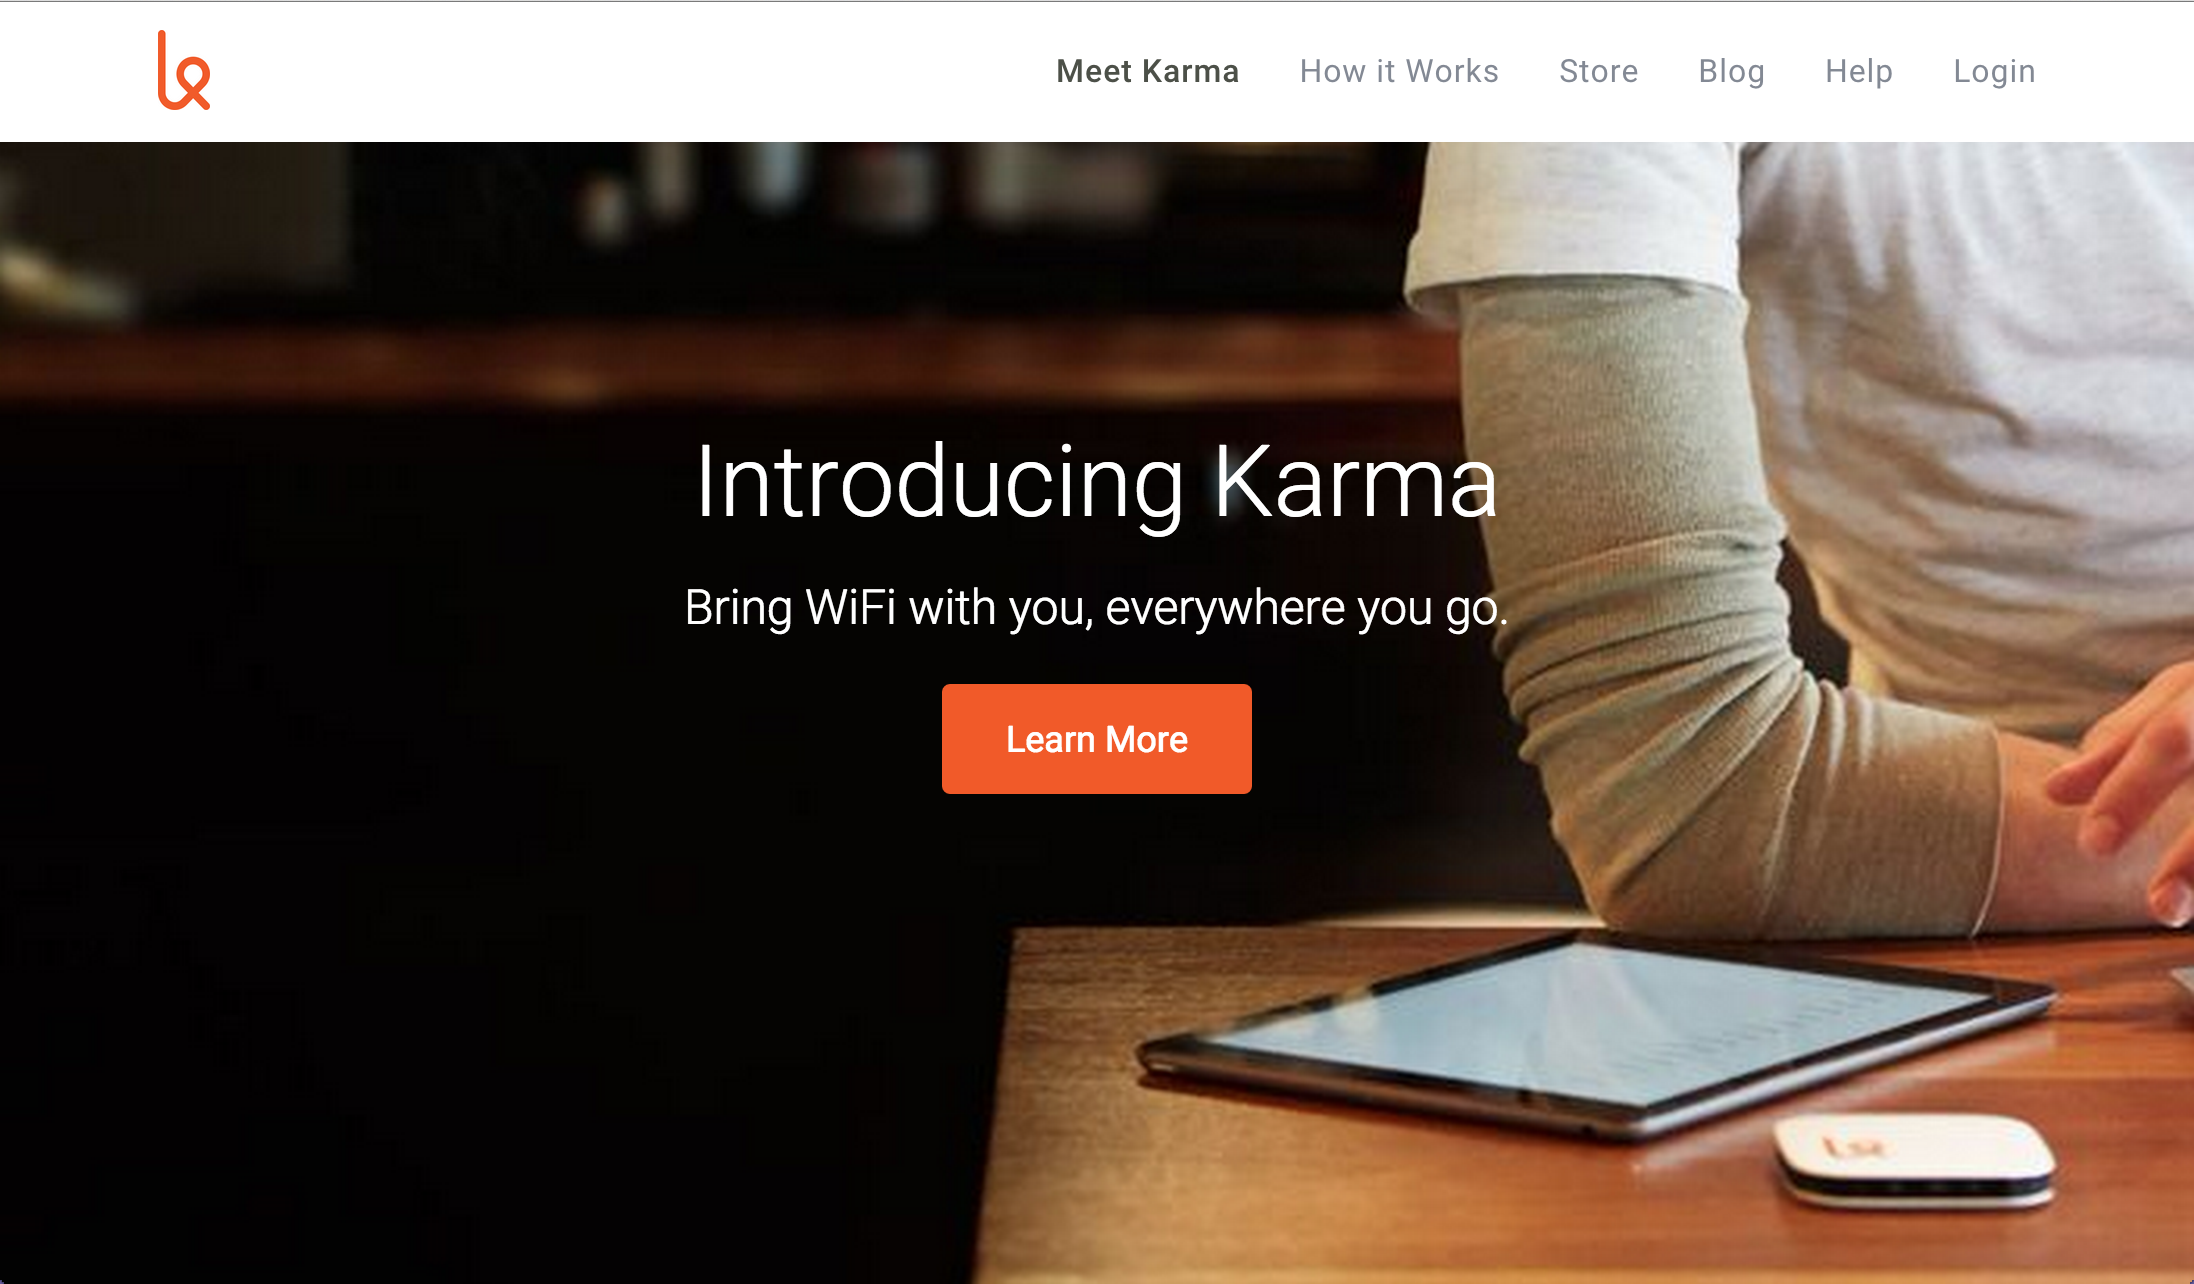 Meet Karma
How it Works
Store
Blog
Help
Login
Introducing Karma
Bring WiFi with you, everywhere you go.
Learn More